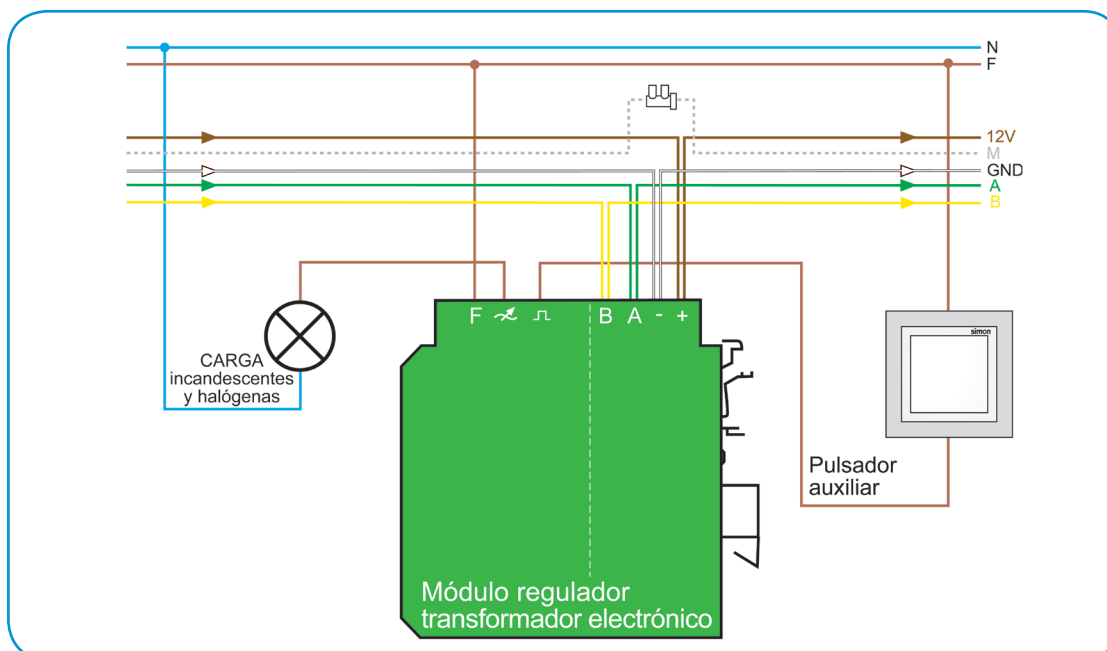 N
F
12V
M
GND
A
B
F
B A - +
simon
CARGA
incandescentes
y halógenas
Pulsador
auxiliar
Módulo regulador
transformador electrónico